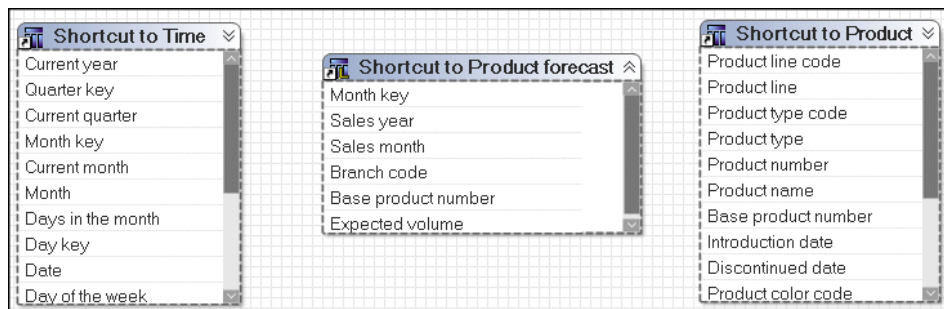 Shortcut to Time
Current year
Quarter key
Current quarter
Month key
Current month
Month
Days in the month
Day key
Date
Day of the week
Shortcut to Product forecast
Month key
Sales year
Sales month
Branch code
Base product number
Expected volume
Shortcut to Product
Product line code
Product line
Product type code
Product type
Product number
Product name
Base product number
Introduction date
Discontinued date
Product color code